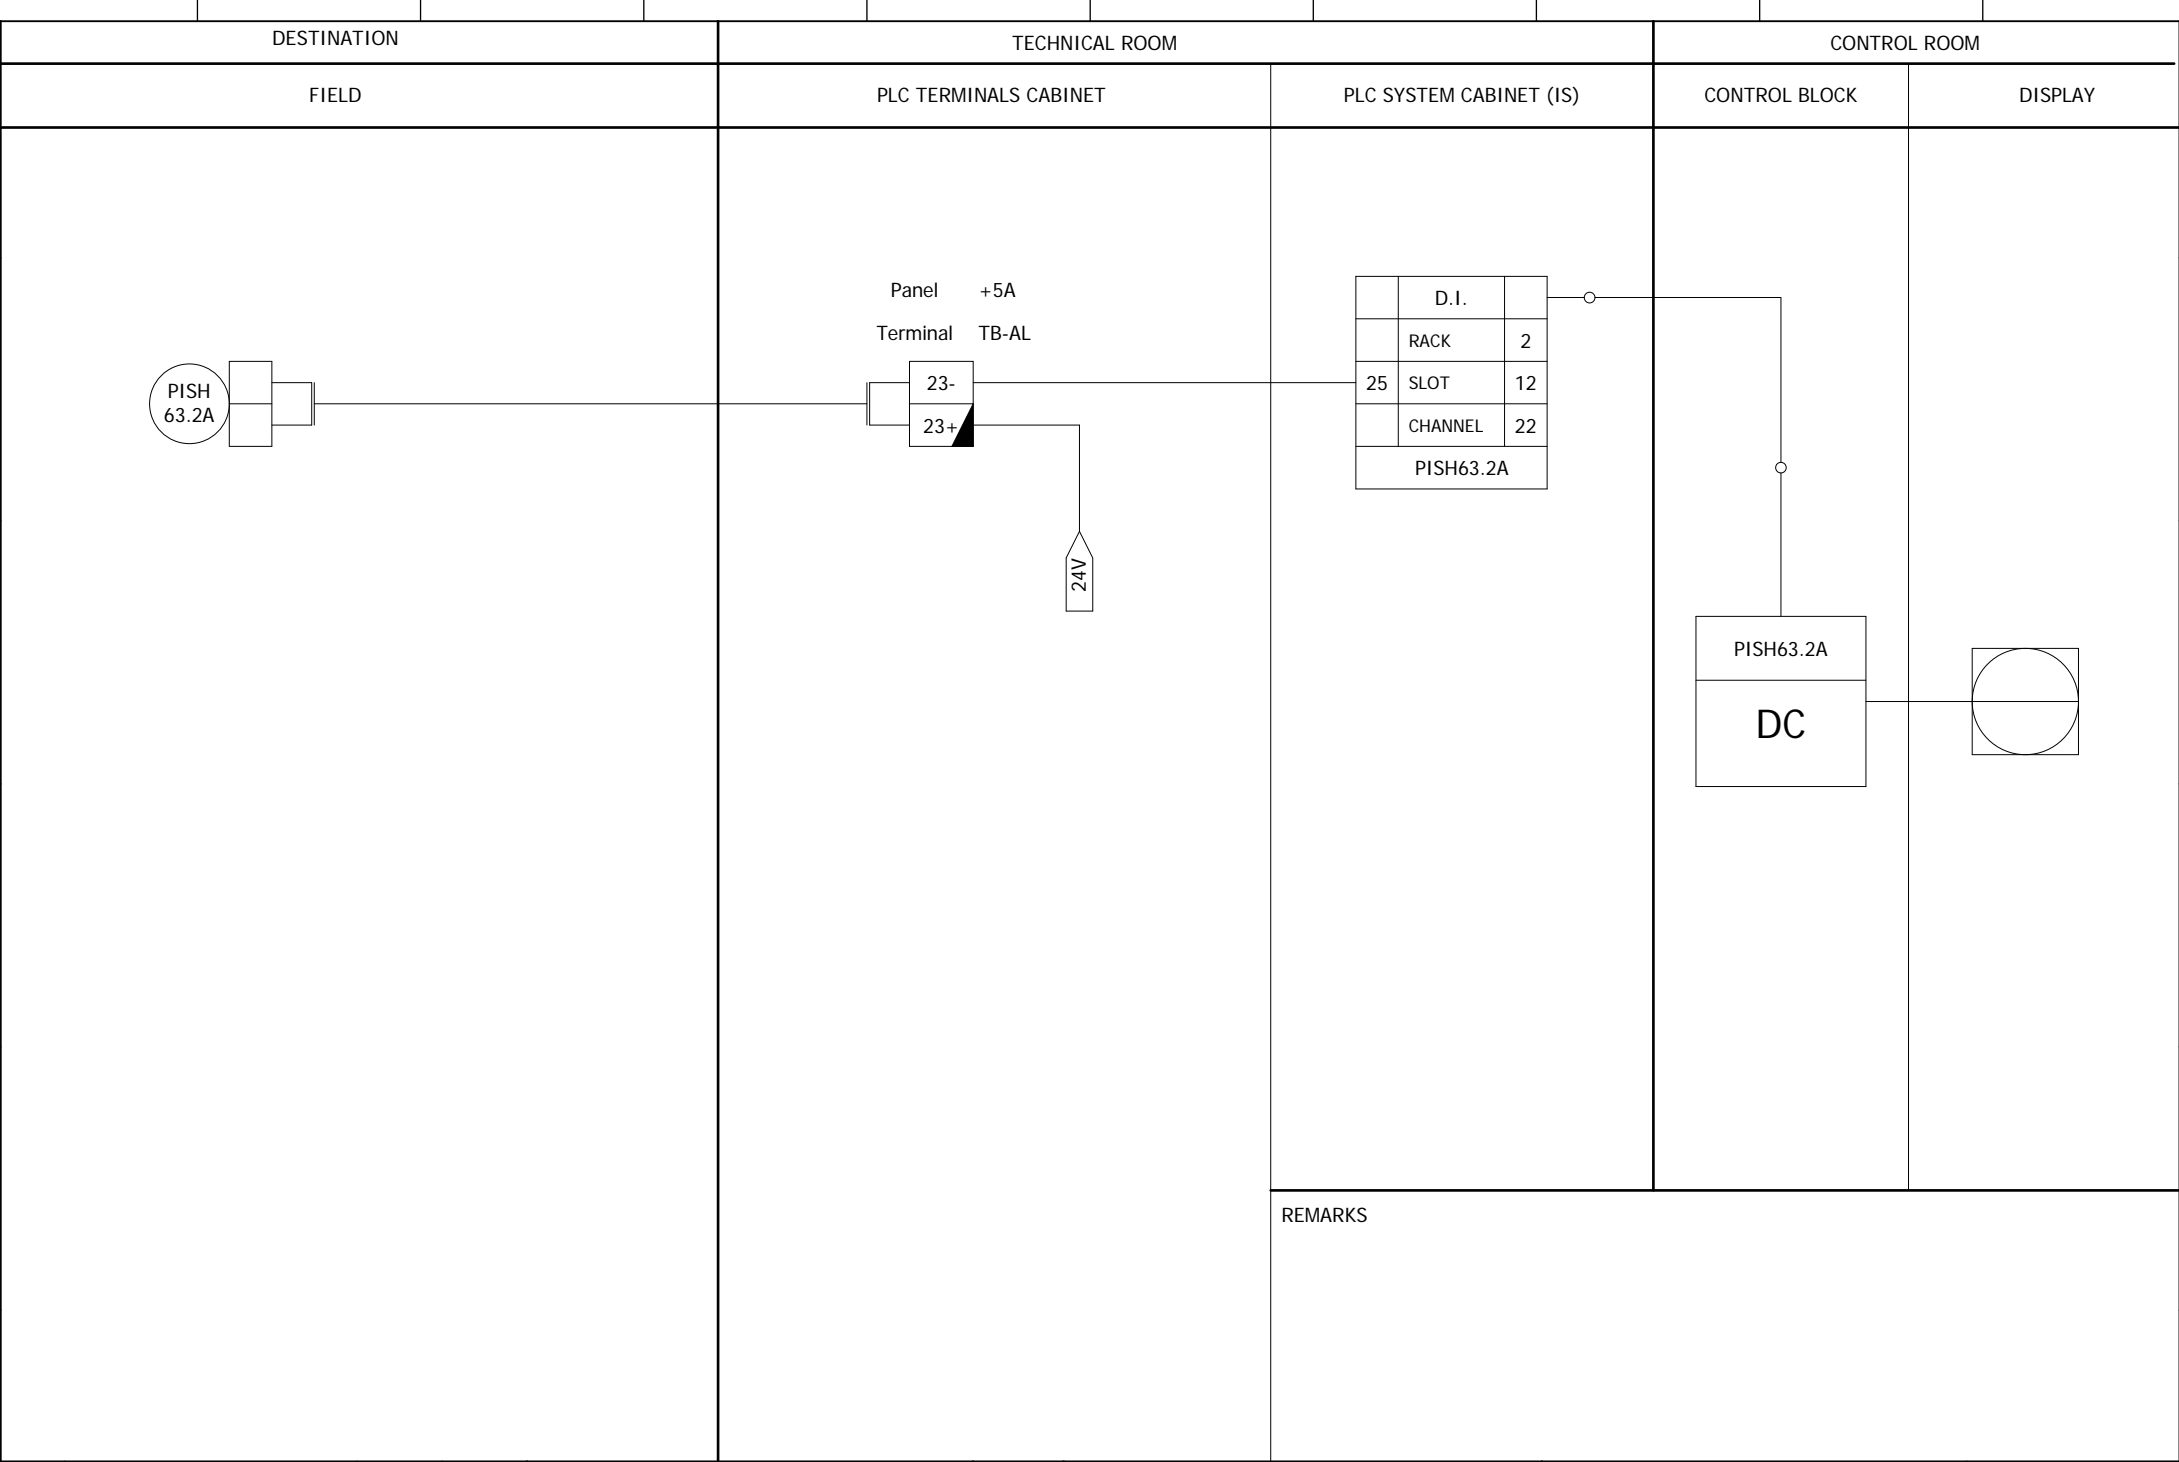 DESTINATION
TECHNICAL ROOM
CONTROL ROOM
FIELD
PLC TERMINALS CABINET
PLC SYSTEM CABINET (IS)
CONTROL BLOCK
DISPLAY
Panel +5A
Terminal TB-AL
PISH
63.2A
23-
23+
24V
D.I.
RACK 2
25 SLOT 12
CHANNEL 22
PISH63.2A
PISH63.2A
DC
REMARKS